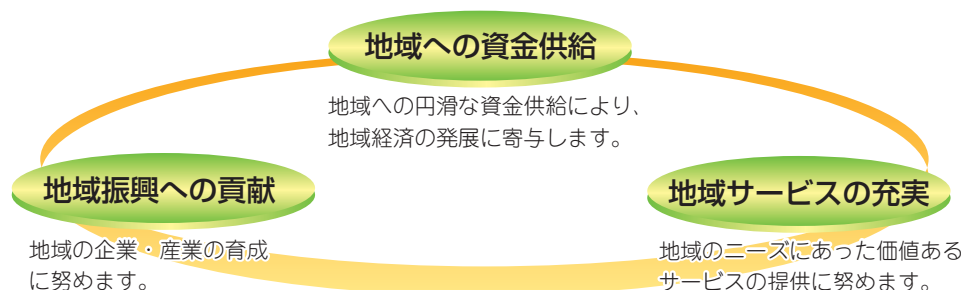 地域への資金供給
地域への円滑な資金供給により、
地域経済の発展に寄与します。
地域振興への貢献
地域の企業・産業の育成
に努めます。
地域サービスの充実
地域のニーズにあった価値ある
サービスの提供に努めます。